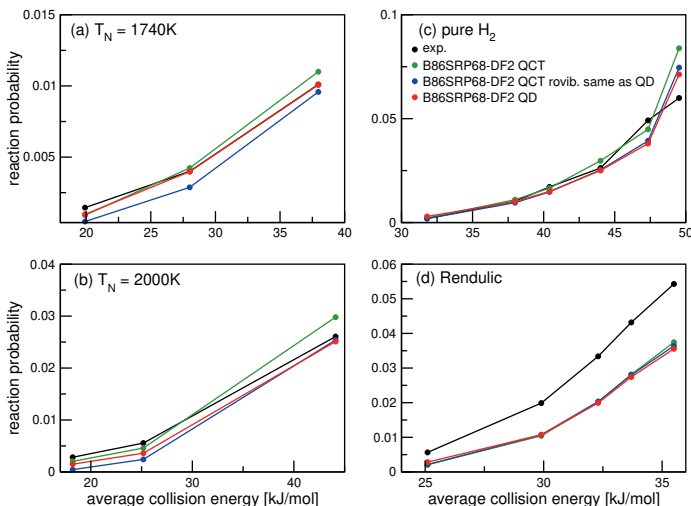 (a) T_N = 1740K
reaction probability
0.015
0.01
0.005
20
25
30
35
40
(c) pure H₂
exp.
B86SRP68-DF2 QCT
B86SRP68-DF2 QCT rovib. same as QD
B86SRP68-DF2 QD
0.1
0.05
0
30
35
40
45
50
(b) T_N = 2000K
reaction probability
0.04
0.03
0.02
0.01
0
20
30
40
average collision energy [kJ/mol]
(d) Rendulic
0.06
0.05
0.04
0.03
0.02
0.01
0
25
30
35
average collision energy [kJ/mol]